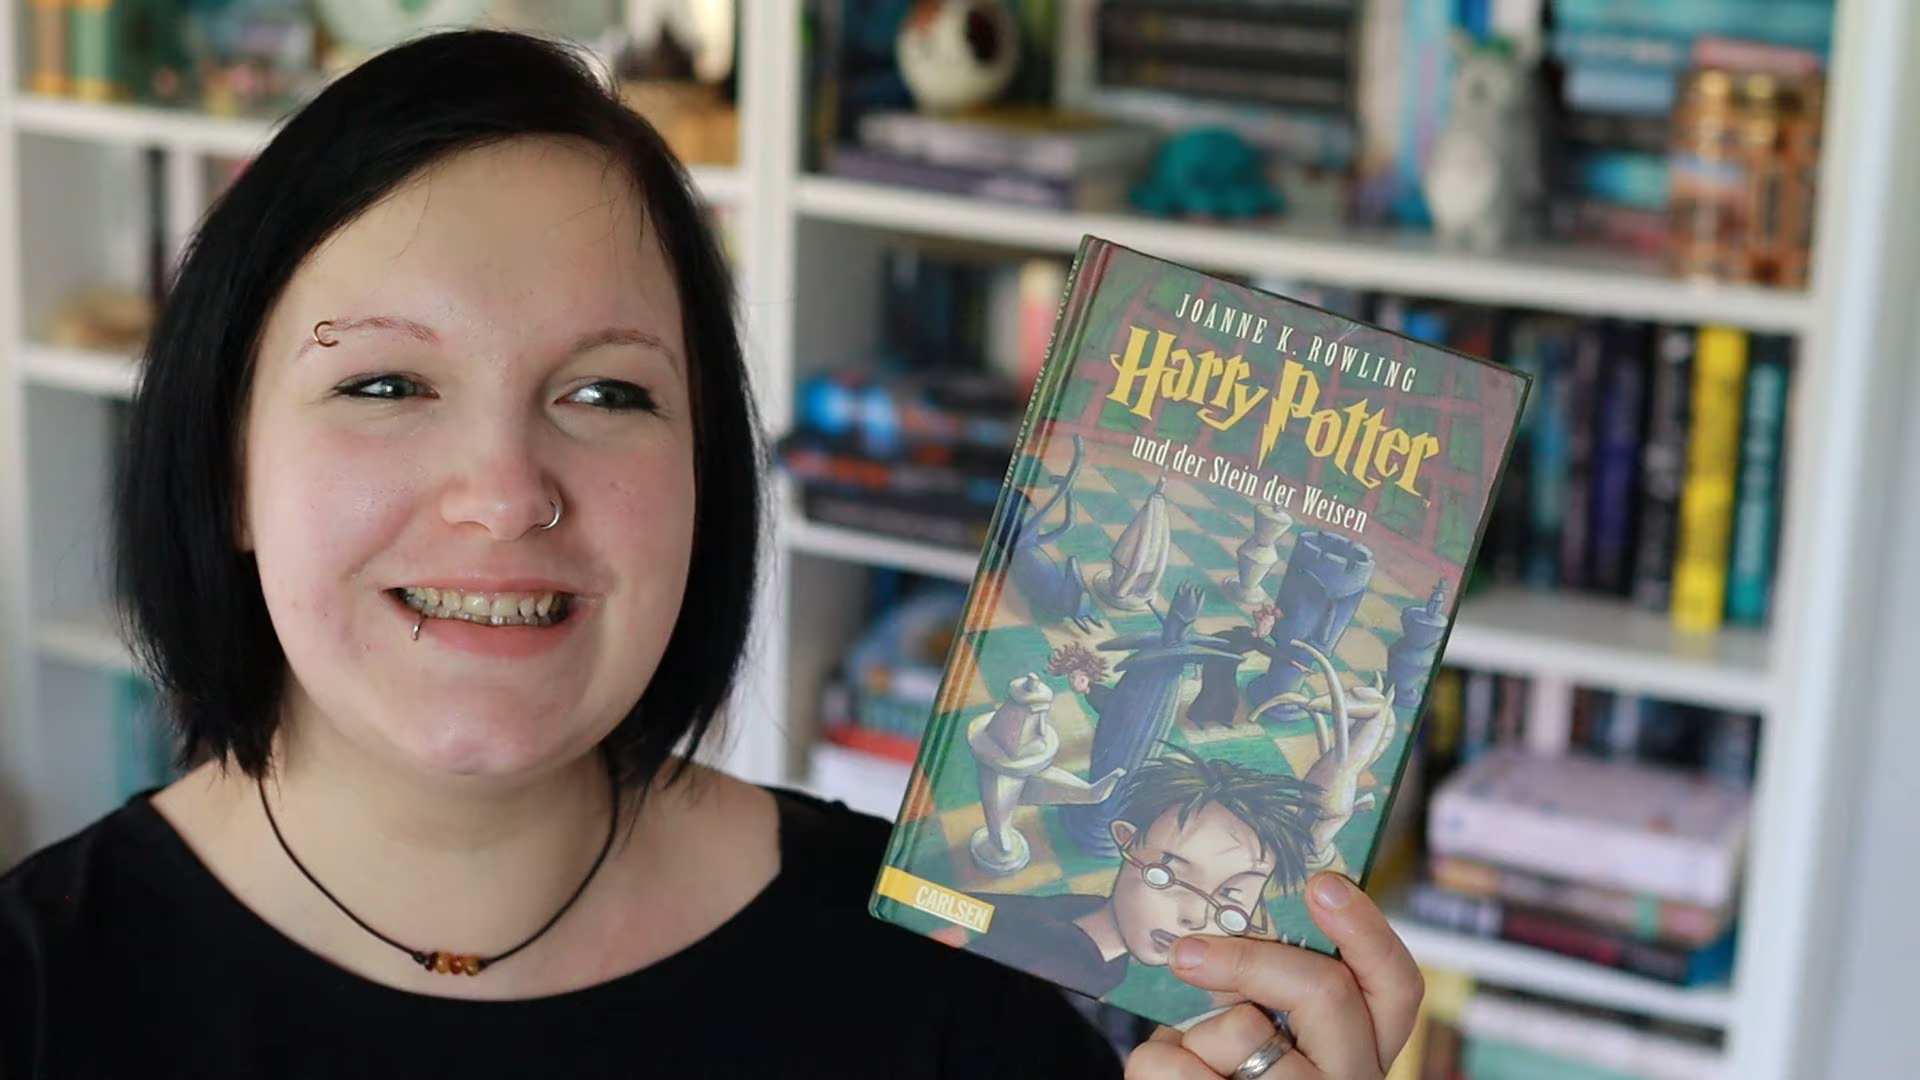 JOANNE K. ROWLING
Harry Potter
und der Stein der Weisen
CARLSEN